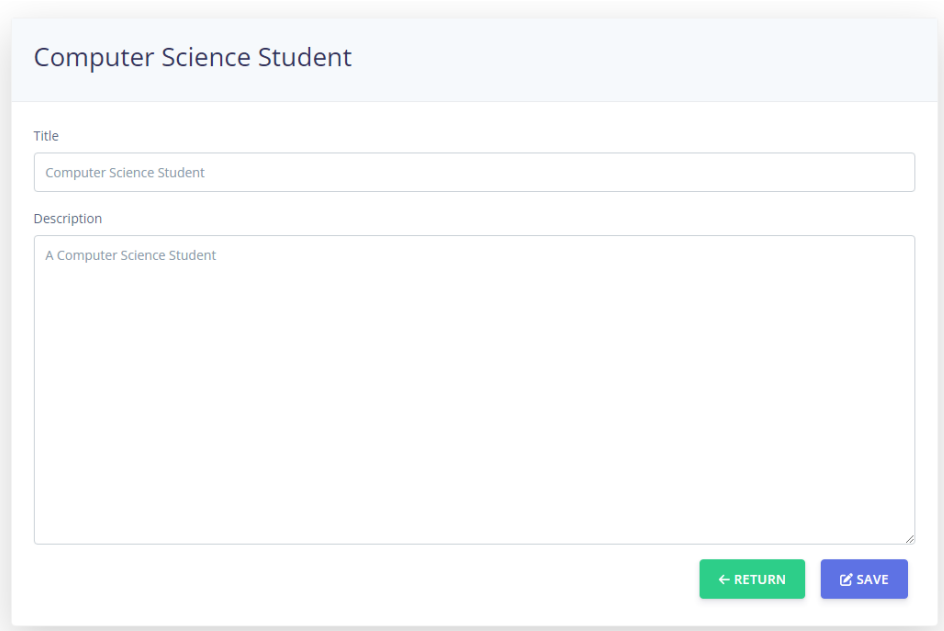 Computer Science Student
Title
Computer Science Student
Description
A Computer Science Student
RETURN
SAVE